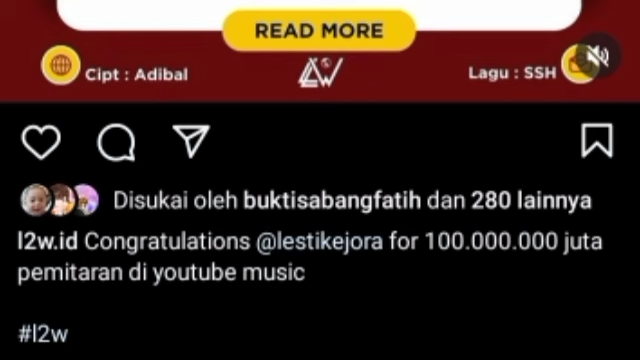 READ MORE
Cipt : Adibal
Lagu : SSH
Disukai oleh buktisabangfatih dan 280 lainnya
l2w.id Congratulations @lestikejora for 100.000.000 juta
pemitaran di youtube music
#l2w